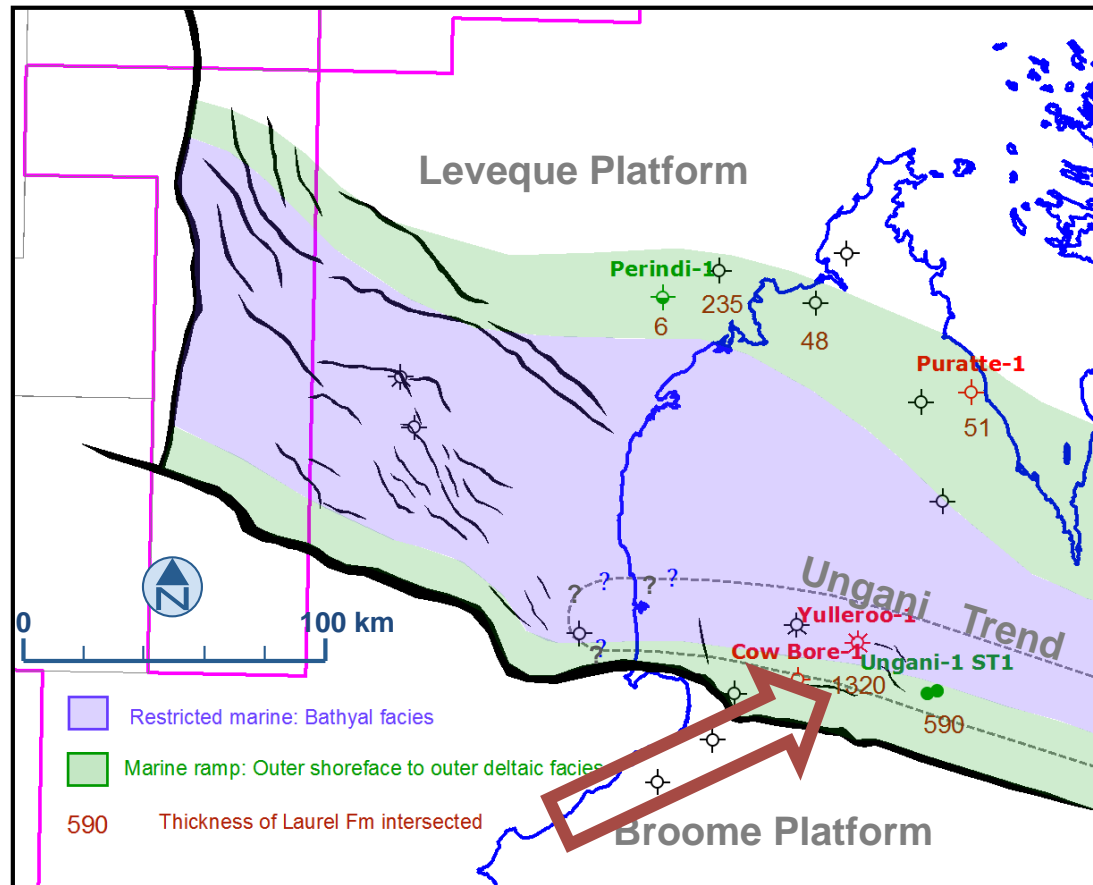 Leveque Platform
Perindi-1
235
6
48
Puratte-1
51
Ungani Trend
?
?
?
?
?
Yulleroo-1
Cow Bore-1
Ungani-1 ST1
1320
590
N
0
100 km
Restricted marine: Bathyal facies
Marine ramp: Outer shoreface to outer deltaic facies
590
Thickness of Laurel Fm intersected
Broome Platform